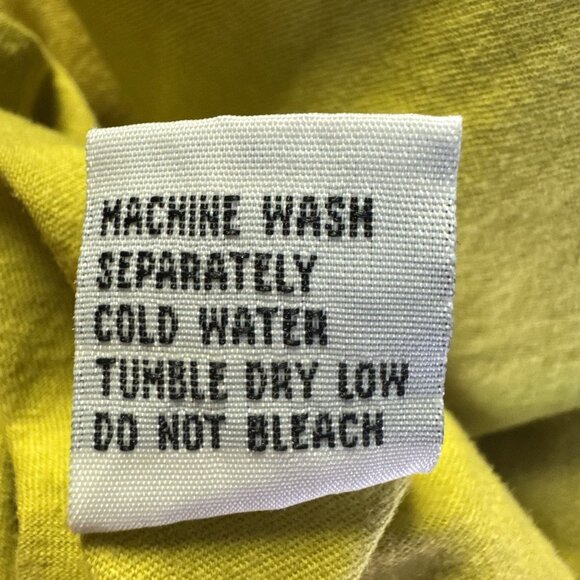 MACHINE WASH
SEPARATELY
COLD WATER
TUMBLE DRY LOW
DO NOT BLEACH